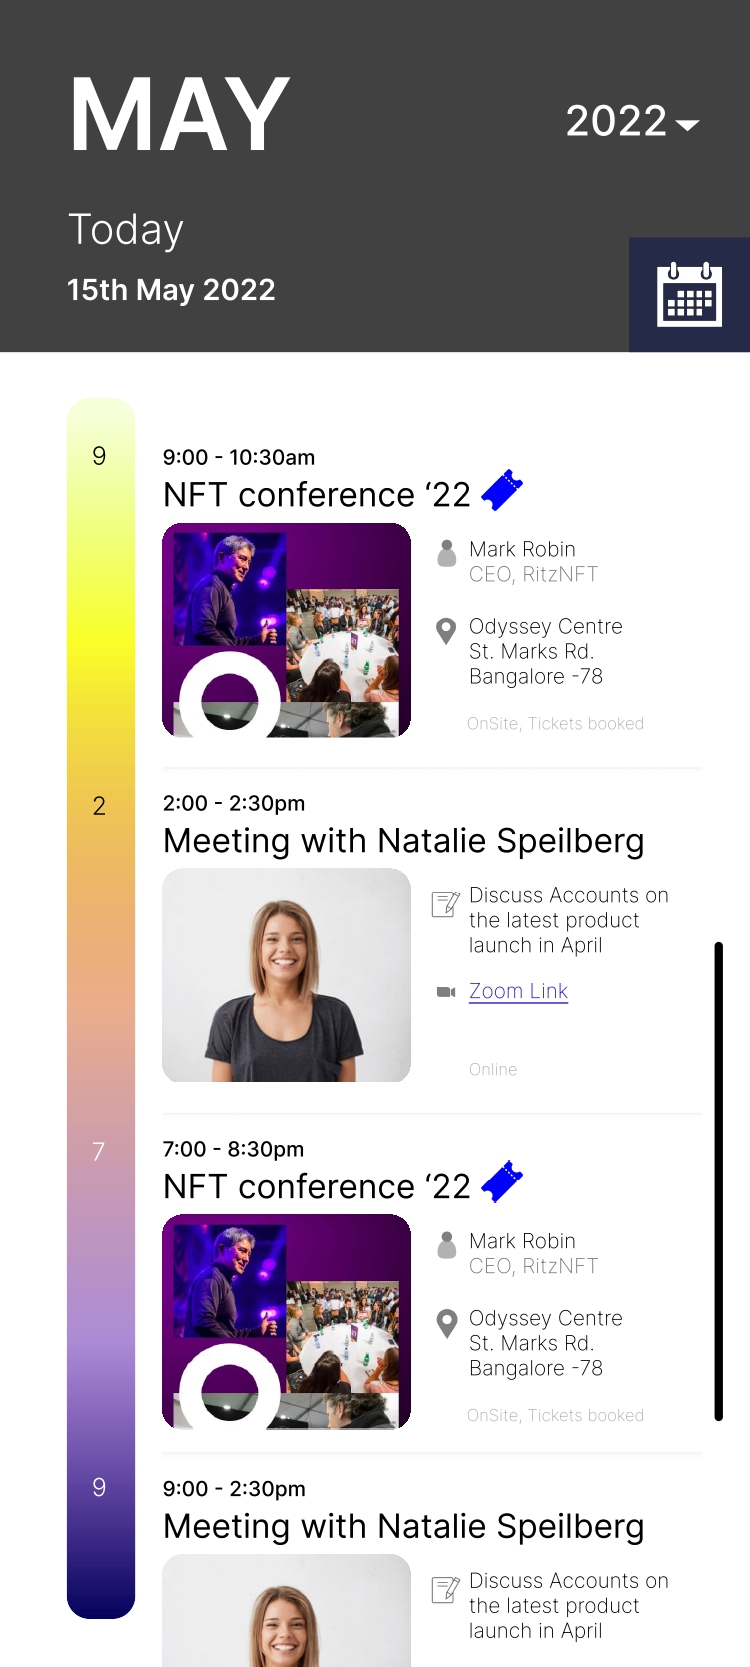 MAY
2022
Today
15th May 2022
9
9:00 - 10:30am
NFT conference ‘22
Mark Robin
CEO, RitzNFT
Odyssey Centre
St. Marks Rd.
Bangalore -78
OnSite, Tickets booked
2
2:00 - 2:30pm
Meeting with Natalie Speilberg
Discuss Accounts on
the latest product
launch in April
Zoom Link
Online
7
7:00 - 8:30pm
NFT conference ‘22
Mark Robin
CEO, RitzNFT
Odyssey Centre
St. Marks Rd.
Bangalore -78
OnSite, Tickets booked
9
9:00 - 2:30pm
Meeting with Natalie Speilberg
Discuss Accounts on
the latest product
launch in April